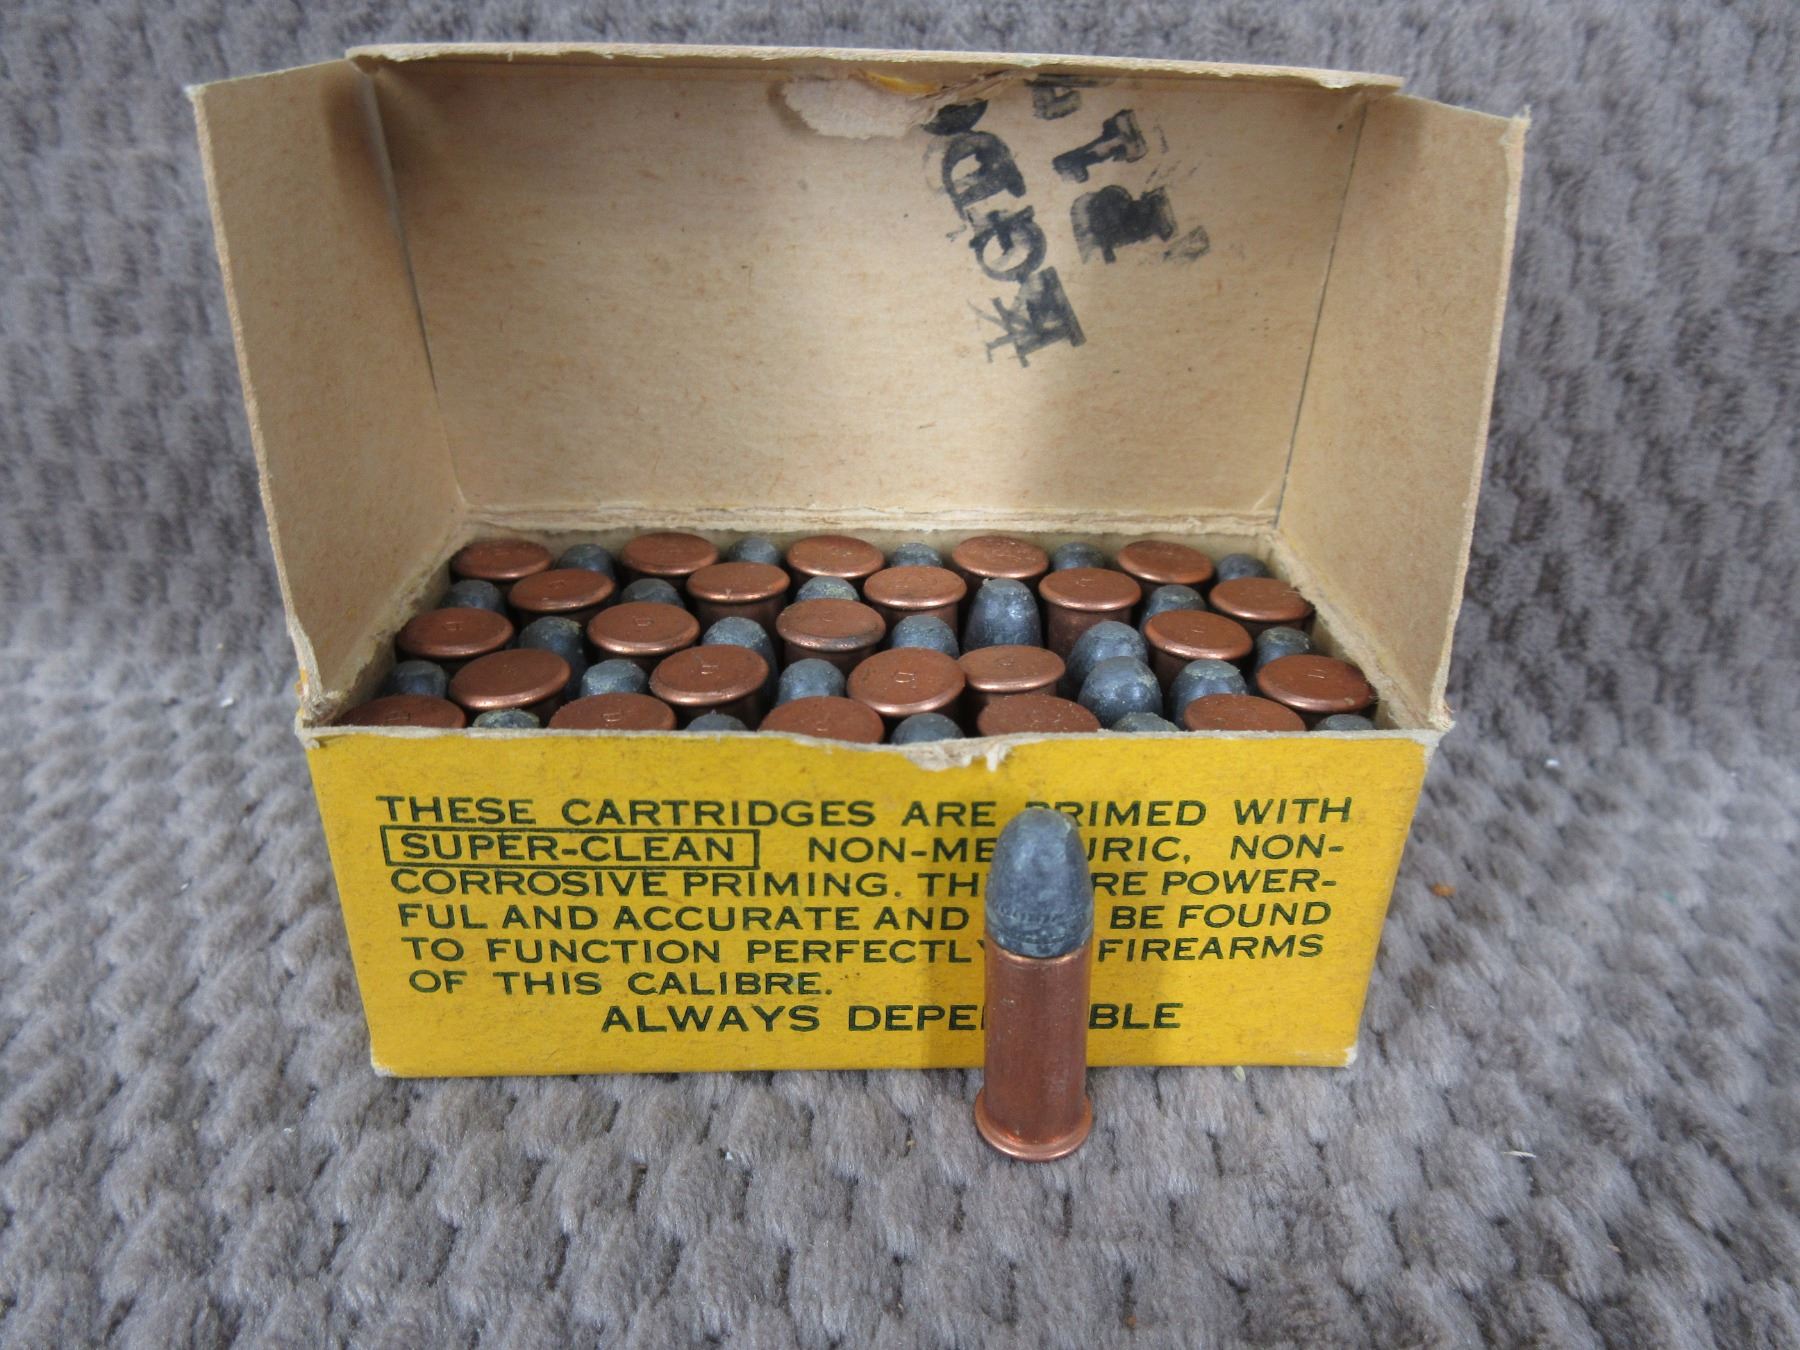 THESE CARTRIDGES ARE PRIMED WITH
SUPER-CLEAN NON-ME URIC, NON-
CORROSIVE PRIMING. TH RE POWER-
FUL AND ACCURATE AND BE FOUND
TO FUNCTION PERFECTLY FIREARMS
OF THIS CALIBRE.
ALWAYS DEPE BLE